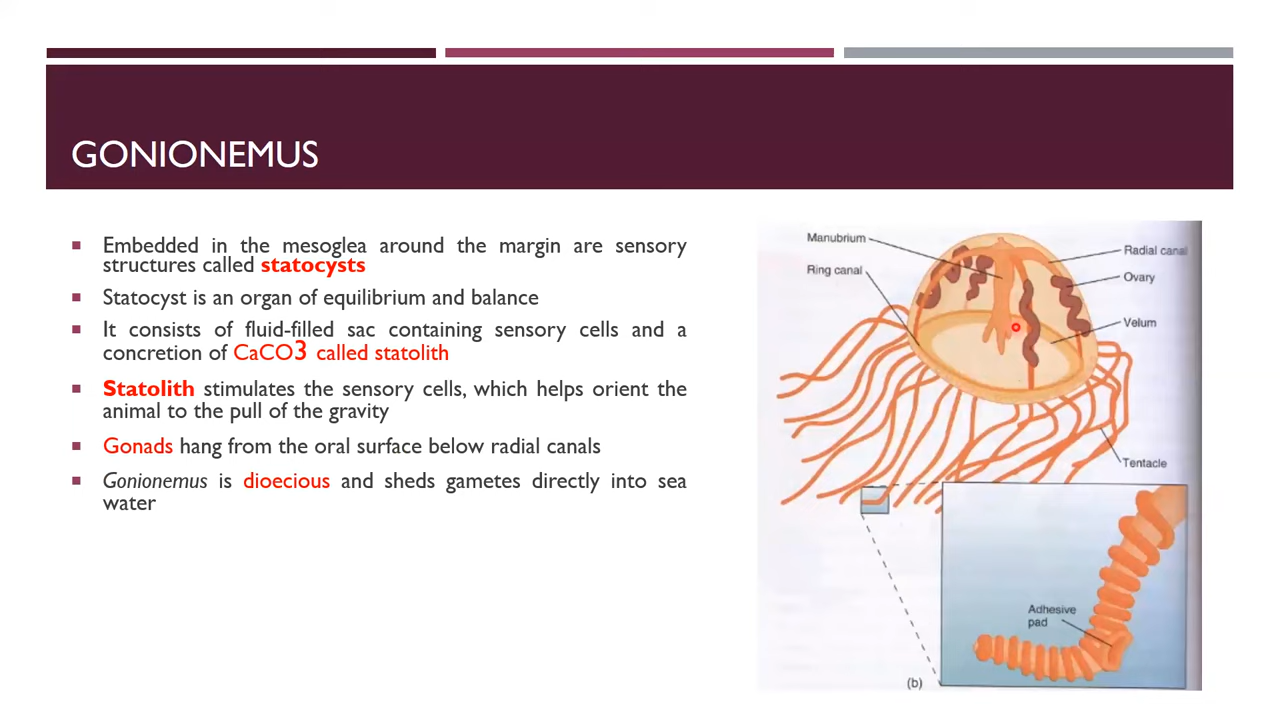 GONIONEMUS
Embedded in the mesoglea around the margin are sensory
structures called statocysts
Statocyst is an organ of equilibrium and balance
It consists of fluid-filled sac containing sensory cells and a
concretion of CaCO3 called statolith
Statolith stimulates the sensory cells, which helps orient the
animal to the pull of the gravity
Gonads hang from the oral surface below radial canals
Gonionemus is dioecious and sheds gametes directly into sea
water
Manubrium
Ring canal
Radial canal
Ovary
Velum
Tentacle
Adhesive
pad
(b)